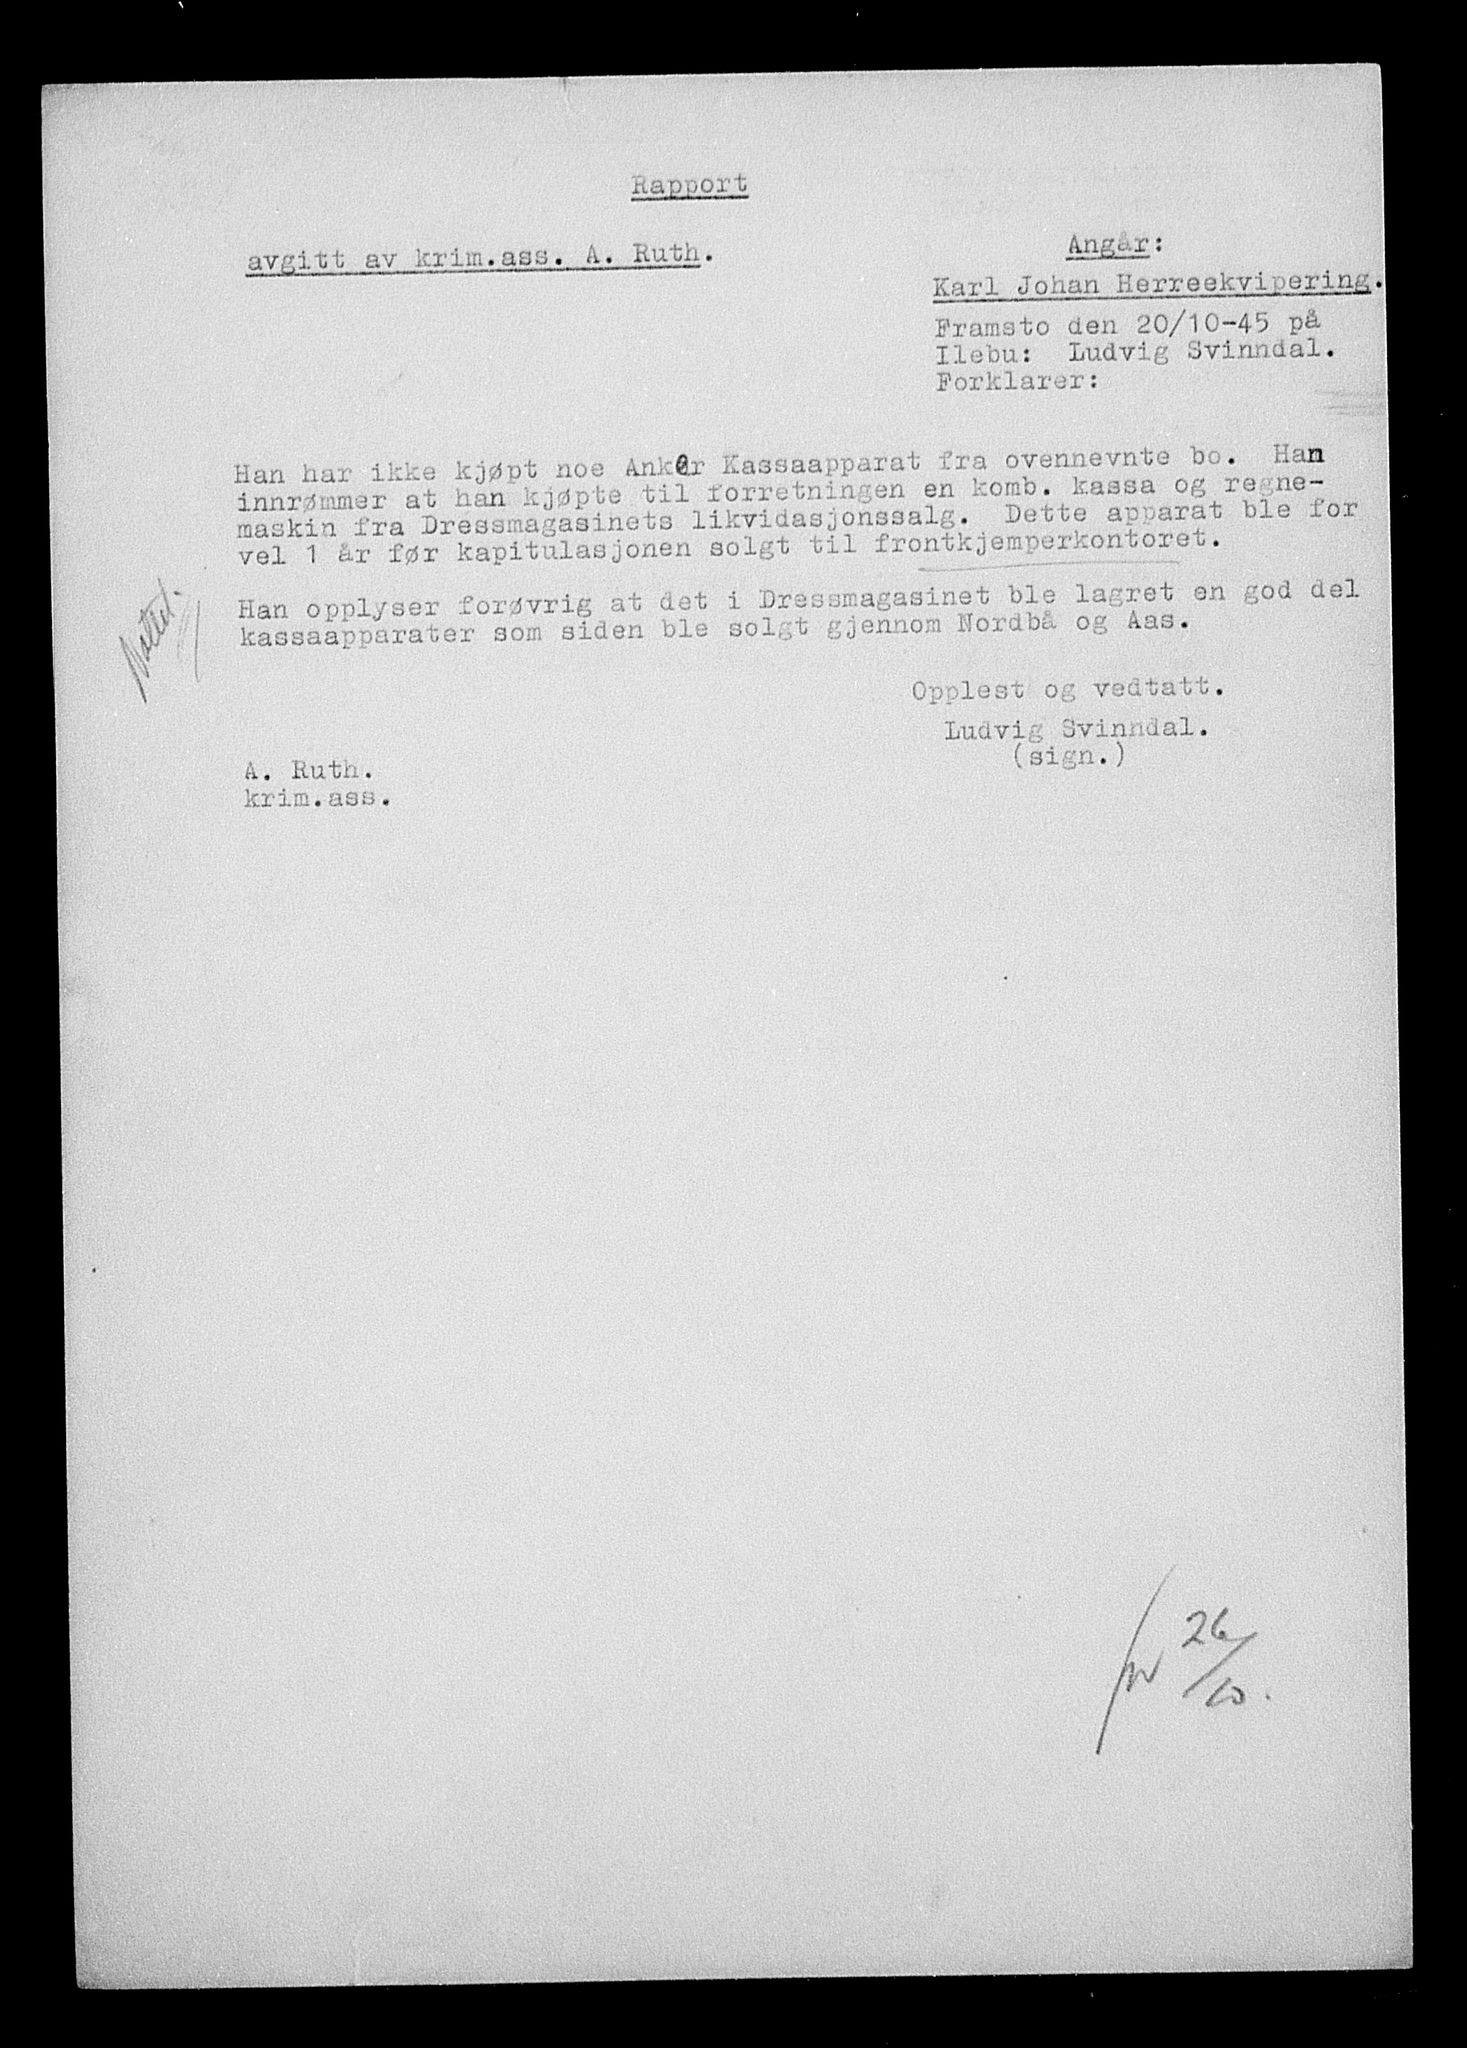 Rapport
avgitt av krim.ass. A. Ruth.
Angår:
Karl Johan Herreekvipering.
Framsto den 20/10-45 på
Ilebu: Ludvig Svinndal.
Forklarer:
Han har ikke kjøpt noe Anker Kassaapparat fra ovennevnte bo. Han
innrømmer at han kjøpte til forretningen en komb. kassa og regne-
maskin fra Dressmagasinets likvidasjonssalg. Dette apparat ble for
vel 1 år før kapitulasjonen solgt til frontkjemperkontoret.
Han opplyser forøvrig at det i Dressmagasinet ble lagret en god del
kassaapparater som siden ble solgt gjennom Nordbå og Aas.
Opplest og vedtatt.
Ludvig Svinndal.
(sign.)
A. Ruth.
krim.ass.
26/10.